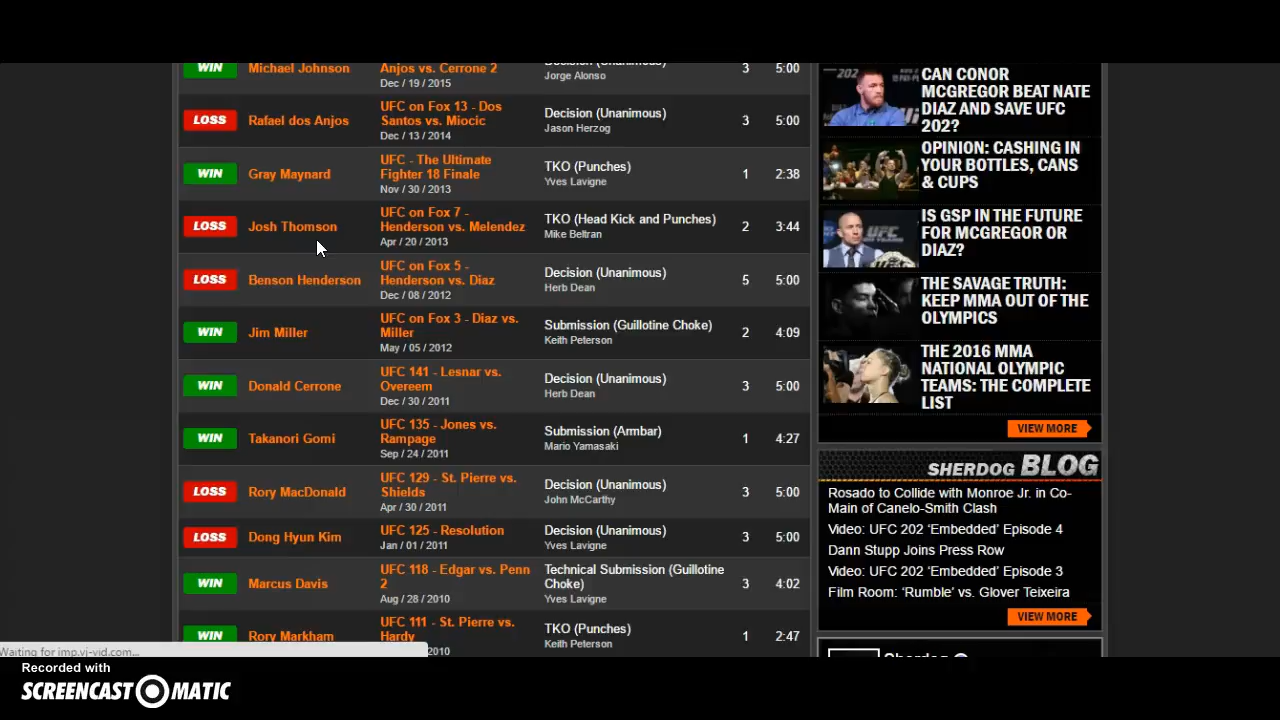 WIN Michael Johnson Anjos vs. Cerrone 2 Decision (Unanimous) 3 5:00
Dec / 19 / 2015 Jorge Alonso
LOSS Rafael dos Anjos UFC on Fox 13 - Dos Decision (Unanimous) 3 5:00
Santos vs. Miocic Jason Herzog
Dec / 13 / 2014
WIN Gray Maynard UFC - The Ultimate TKO (Punches) 1 2:38
Fighter 18 Finale Yves Lavigne
Nov / 30 / 2013
LOSS Josh Thomson UFC on Fox 7 - TKO (Head Kick and Punches) 2 3:44
Henderson vs. Melendez Mike Beltran
Apr / 20 / 2013
LOSS Benson Henderson UFC on Fox 5 - Decision (Unanimous) 5 5:00
Henderson vs. Diaz Herb Dean
Dec / 08 / 2012
WIN Jim Miller UFC on Fox 3 - Diaz vs. Submission (Guillotine Choke) 2 4:09
Miller Keith Peterson
May / 05 / 2012
WIN Donald Cerrone UFC 141 - Lesnar vs. Decision (Unanimous) 3 5:00
Overeem Herb Dean
Dec / 30 / 2011
WIN Takanori Gomi UFC 135 - Jones vs. Submission (Armbar) 1 4:27
Rampage Mario Yamasaki
Sep / 24 / 2011
LOSS Rory MacDonald UFC 129 - St. Pierre vs. Decision (Unanimous) 3 5:00
Shields John McCarthy
Apr / 30 / 2011
LOSS Dong Hyun Kim UFC 125 - Resolution Decision (Unanimous) 3 5:00
Jan / 01 / 2011 Yves Lavigne
WIN Marcus Davis UFC 118 - Edgar vs. Penn Technical Submission (Guillotine 3 4:02
2 Choke)
Aug / 28 / 2010 Yves Lavigne
WIN Rory Markham UFC 111 - St. Pierre vs. TKO (Punches) 1 2:47
Hardy Keith Peterson
2010
Waiting for imp.vj-vid.com...
202
CAN CONOR
MCGREGOR BEAT NATE
DIAZ AND SAVE UFC
202?
OPINION: CASHING IN
YOUR BOTTLES, CANS
& CUPS
UFC
IS GSP IN THE FUTURE
FOR MCGREGOR OR
DIAZ?
THE SAVAGE TRUTH:
KEEP MMA OUT OF THE
OLYMPICS
THE 2016 MMA
NATIONAL OLYMPIC
TEAMS: THE COMPLETE
LIST
VIEW MORE
SHERDOG BLOG
Rosado to Collide with Monroe Jr. in Co-
Main of Canelo-Smith Clash
Video: UFC 202 ‘Embedded’ Episode 4
Dann Stupp Joins Press Row
Video: UFC 202 ‘Embedded’ Episode 3
Film Room: ‘Rumble’ vs. Glover Teixeira
VIEW MORE
Sherdog
Recorded with
SCREENCAST-O-MATIC